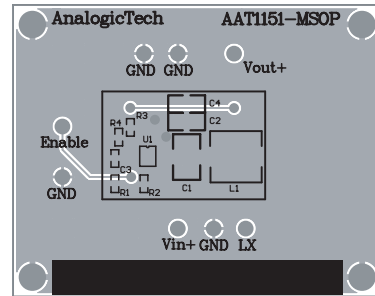 AnalogicTech AAT1151-MSOP
GND GND Vout+
C4
R3
C2
R4
Enable
U1
C3
GND
R1 R2 C1 L1
Vin+ GND LX